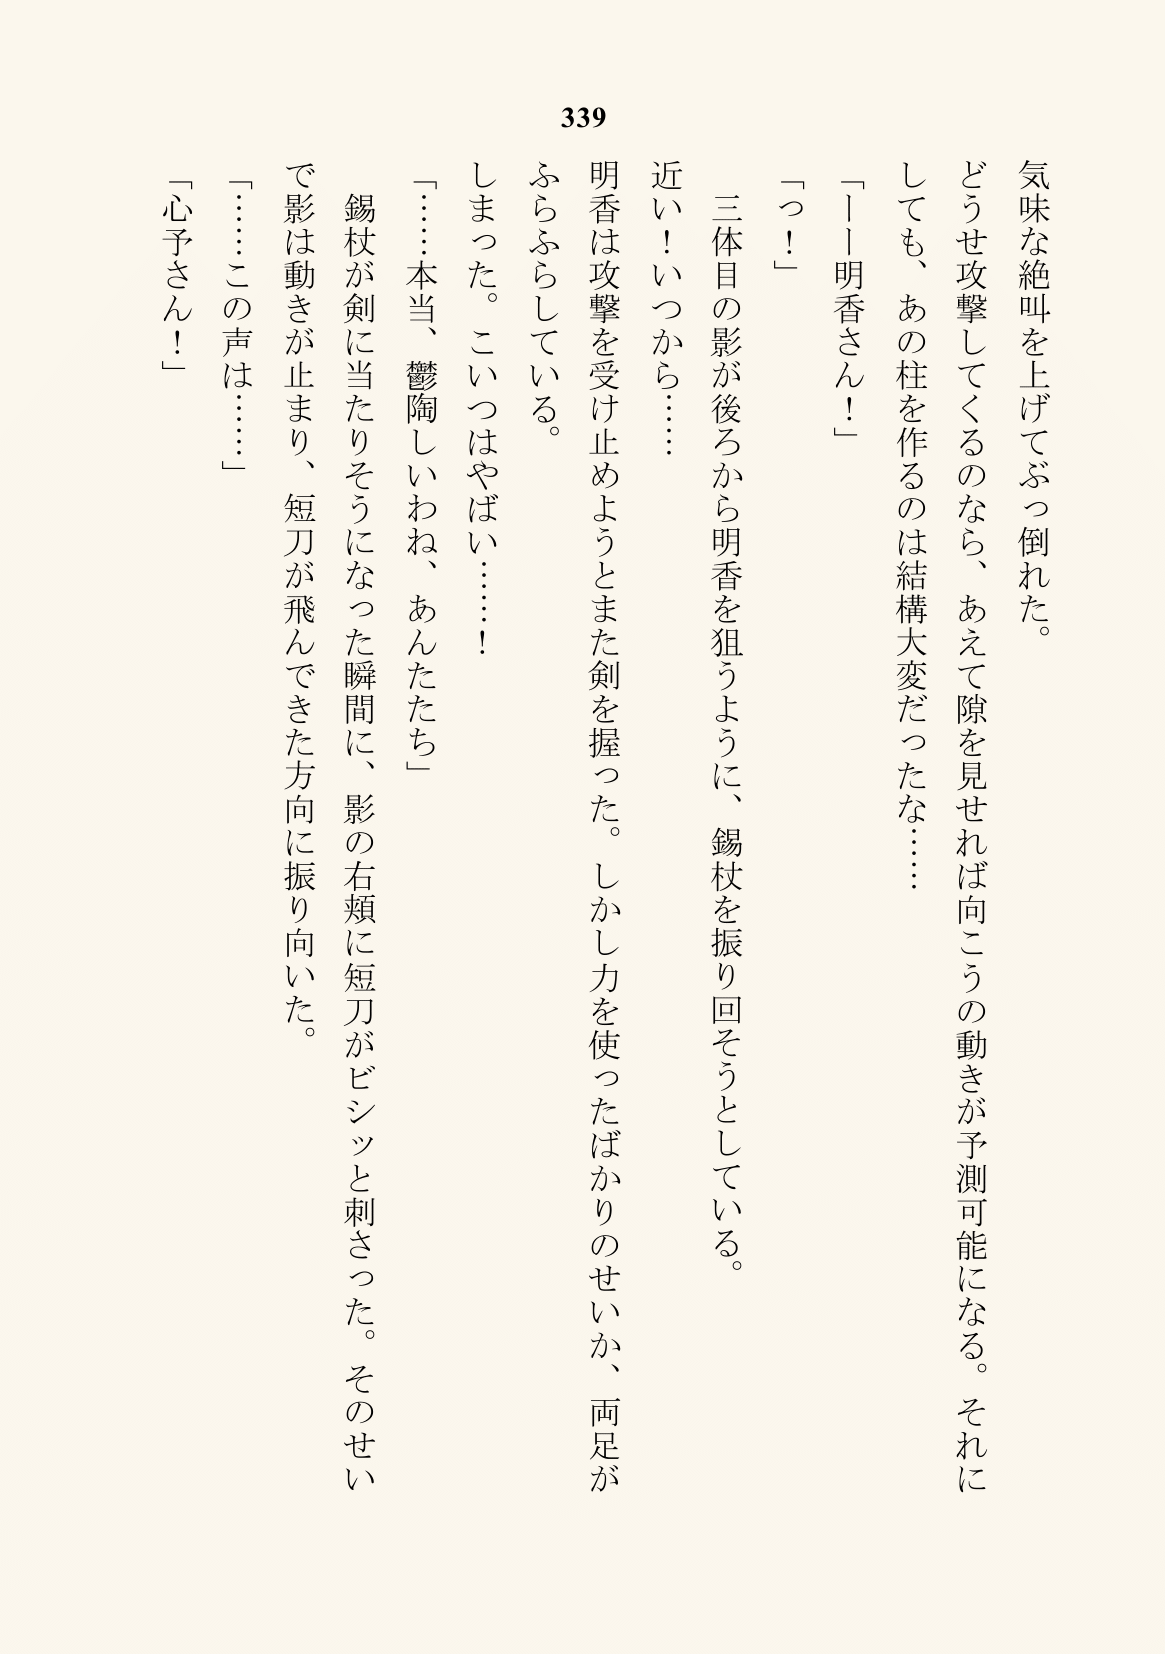 339
気味な絶叫を上げてぶっ倒れた。
どうせ攻撃してくるのなら、あえて隙を見せれば向こうの動きが予測可能になる。それに
しても、あの柱を作るのは結構大変だったな……
「ーー明香さん！」
「っ！」
　三体目の影が後ろから明香を狙うように、錫杖を振り回そうとしている。
近い！いつから……
明香は攻撃を受け止めようとまた剣を握った。しかし力を使ったばかりのせいか、両足が
ふらふらしている。
しまった。こいつはやばい……！
「……本当、鬱陶しいわね、あんたたち」
　錫杖が剣に当たりそうになった瞬間に、影の右頬に短刀がビシッと刺さった。そのせい
で影は動きが止まり、短刀が飛んできた方向に振り向いた。
「……この声は……」
「心予さん！」